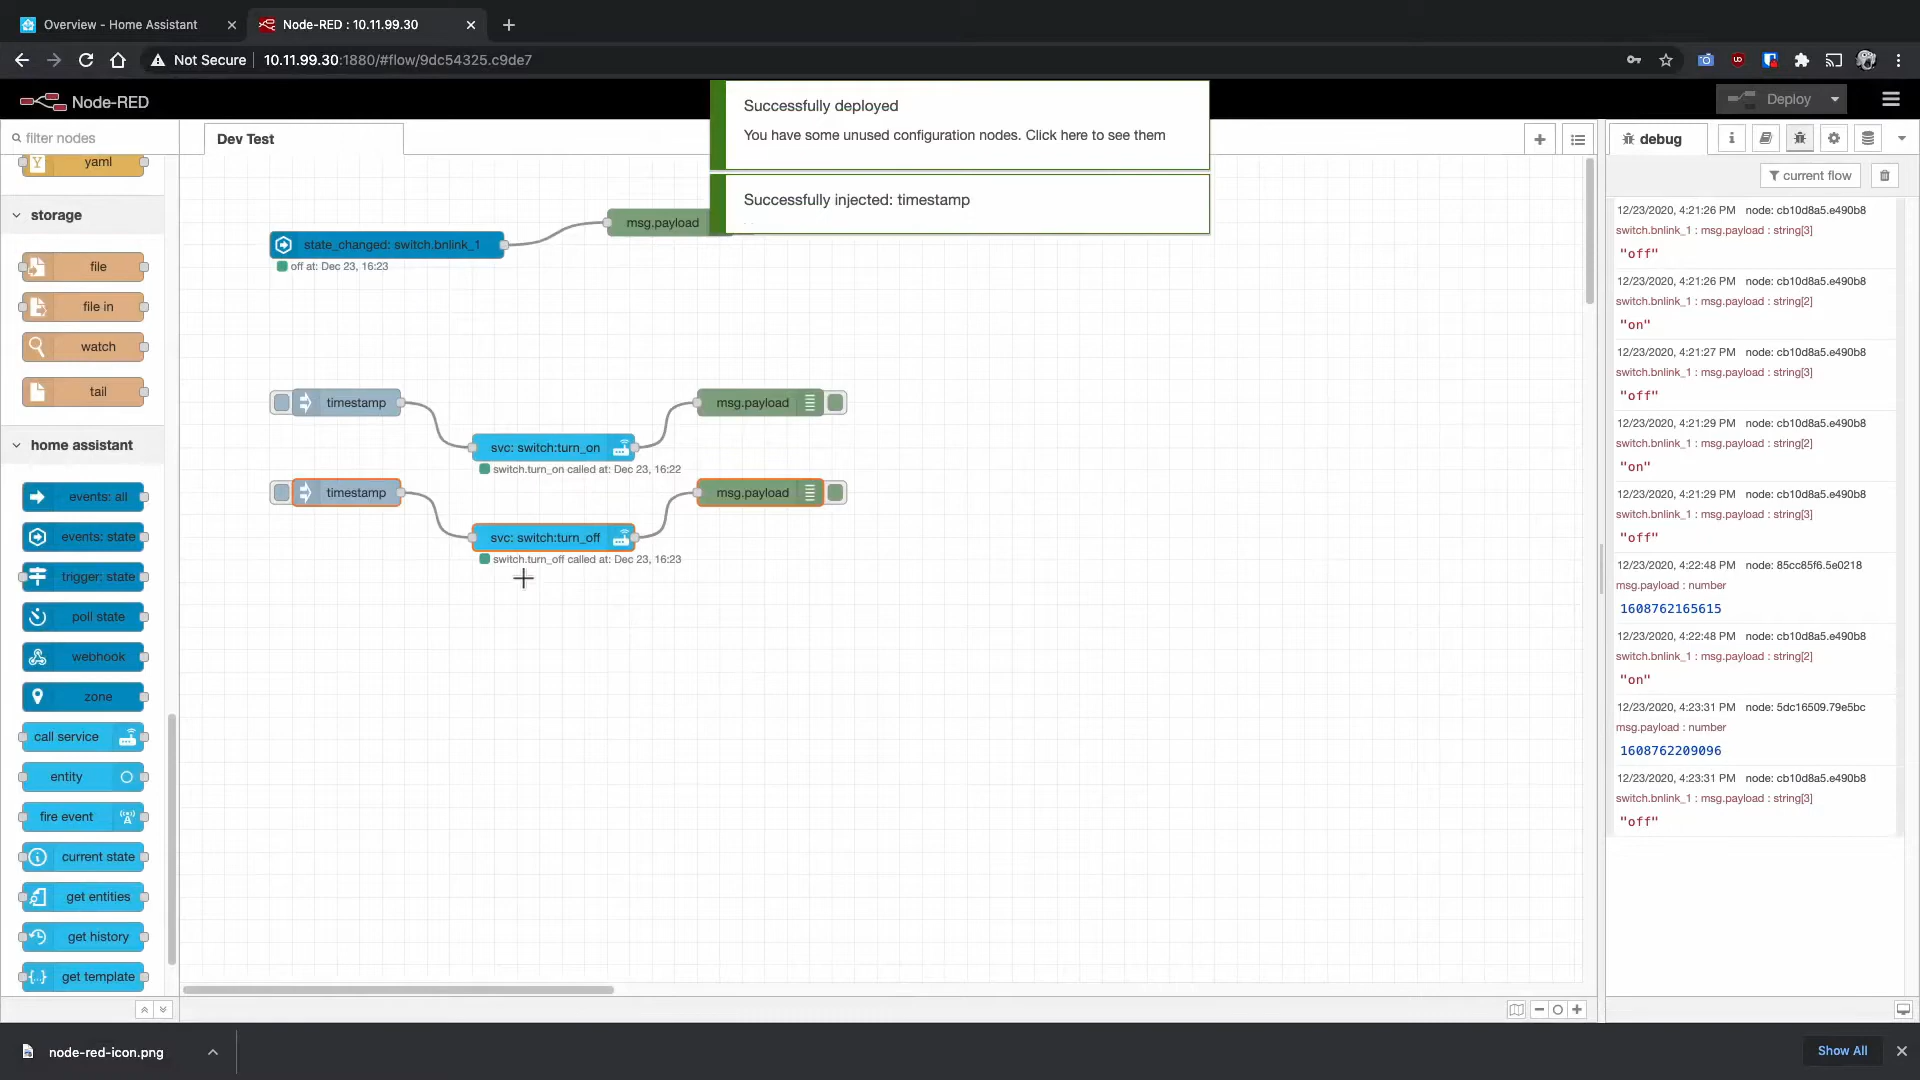 Overview - Home Assistant
Node-RED : 10.11.99.30
Not Secure
10.11.99.30:1880/#flow/9dc54325.c9de7
Node-RED
Deploy
Successfully deployed
You have some unused configuration nodes. Click here to see them
Successfully injected: timestamp
filter nodes
yaml
storage
file
file in
watch
tail
home assistant
events: all
events: state
trigger: state
poll state
webhook
zone
call service
entity
fire event
current state
get entities
get history
get template
Dev Test
state_changed: switch.bnlink_1
off at: Dec 23, 16:23
msg.payload
timestamp
svc: switch:turn_on
switch.turn_on called at: Dec 23, 16:22
msg.payload
timestamp
svc: switch:turn_off
switch.turn_off called at: Dec 23, 16:23
msg.payload
debug
current flow
12/23/2020, 4:21:26 PM node: cb10d8a5.e490b8
switch.bnlink_1 : msg.payload : string[3]
"off"
12/23/2020, 4:21:26 PM node: cb10d8a5.e490b8
switch.bnlink_1 : msg.payload : string[2]
"on"
12/23/2020, 4:21:27 PM node: cb10d8a5.e490b8
switch.bnlink_1 : msg.payload : string[3]
"off"
12/23/2020, 4:21:29 PM node: cb10d8a5.e490b8
switch.bnlink_1 : msg.payload : string[2]
"on"
12/23/2020, 4:21:29 PM node: cb10d8a5.e490b8
switch.bnlink_1 : msg.payload : string[3]
"off"
12/23/2020, 4:22:48 PM node: 85cc85f6.5e0218
msg.payload : number
1608762165615
12/23/2020, 4:22:48 PM node: cb10d8a5.e490b8
switch.bnlink_1 : msg.payload : string[2]
"on"
12/23/2020, 4:23:31 PM node: 5dc16509.79e5bc
msg.payload : number
1608762209096
12/23/2020, 4:23:31 PM node: cb10d8a5.e490b8
switch.bnlink_1 : msg.payload : string[3]
"off"
node-red-icon.png
Show All